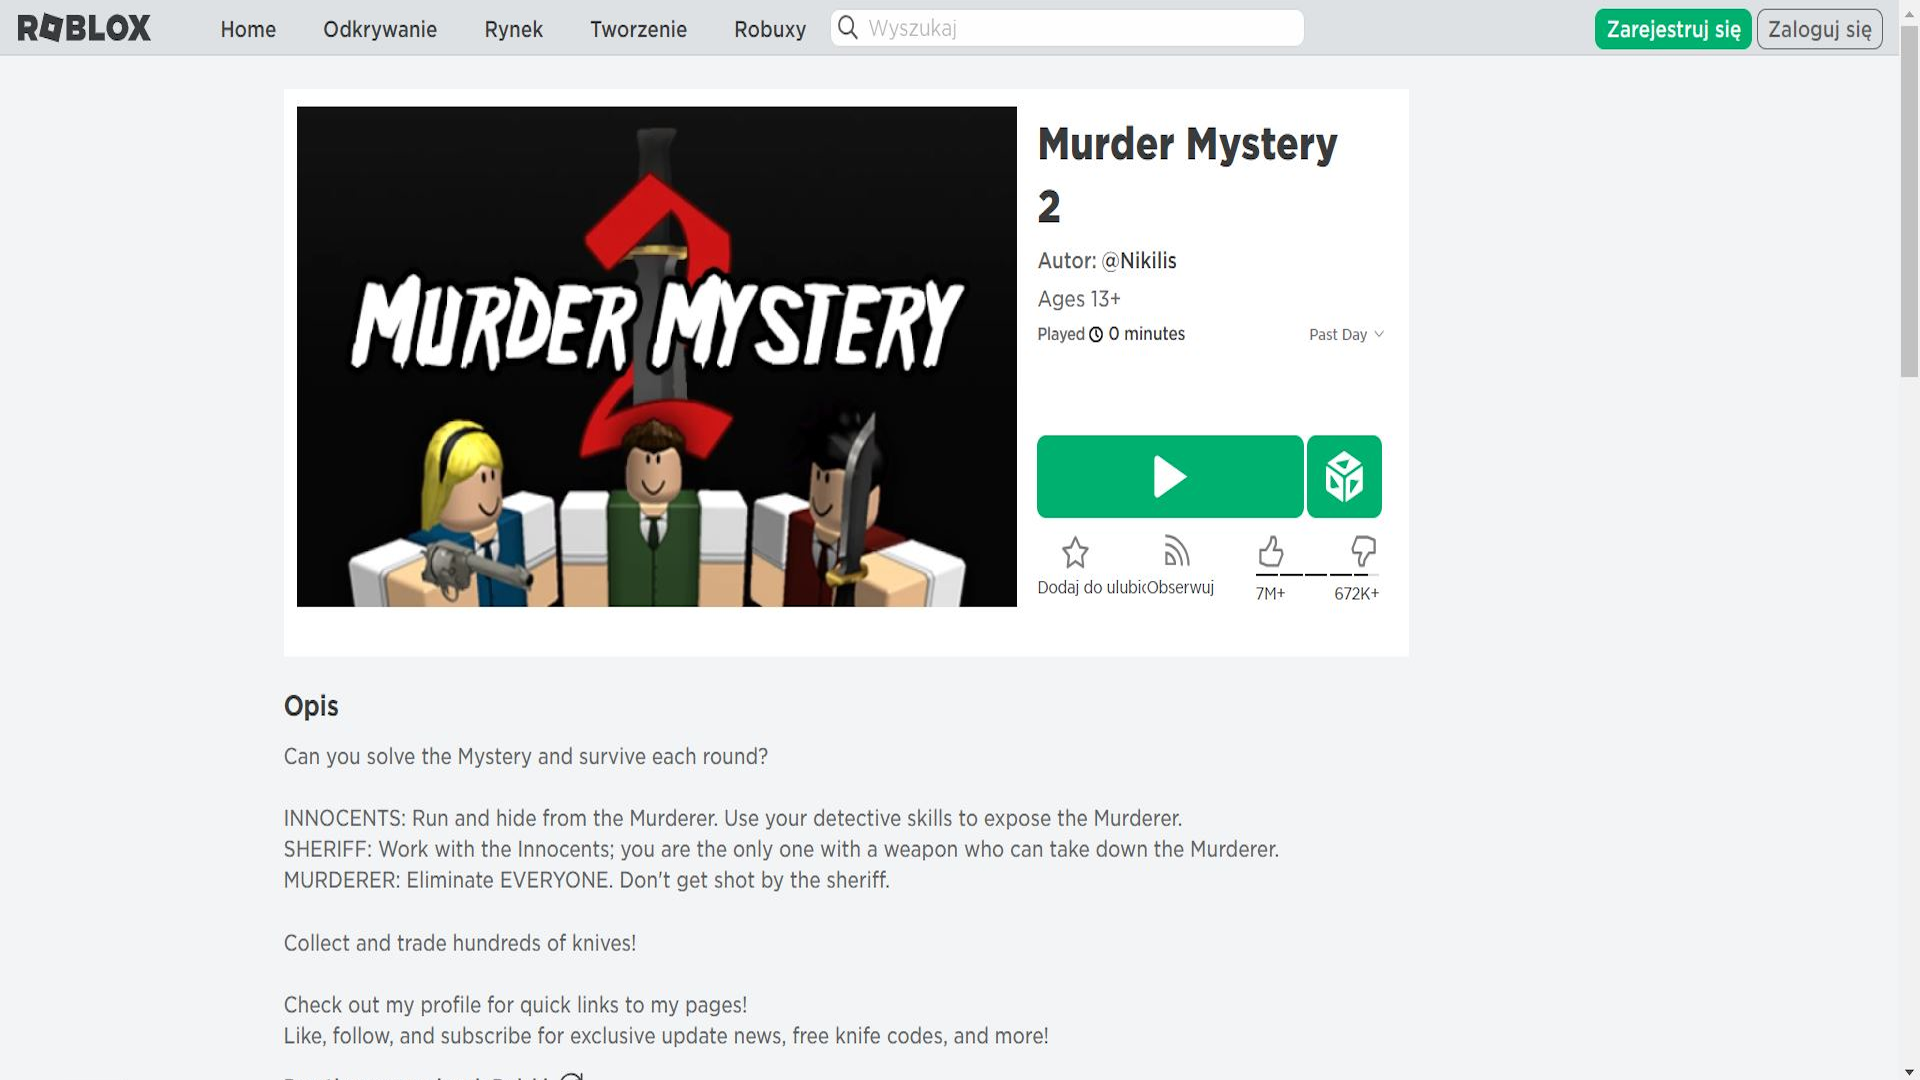 ROBLOX Home Odkrywanie Rynek Tworzenie Robuxy Wyszukaj Zarejestruj się Zaloguj się
MURDER MYSTERY
2
Murder Mystery
2
Autor: @Nikilis
Ages 13+
Played 0 minutes Past Day
Dodaj do ulubi Obserwuj 7M+ 672K+
Opis
Can you solve the Mystery and survive each round?
INNOCENTS: Run and hide from the Murderer. Use your detective skills to expose the Murderer.
SHERIFF: Work with the Innocents; you are the only one with a weapon who can take down the Murderer.
MURDERER: Eliminate EVERYONE. Don't get shot by the sheriff.
Collect and trade hundreds of knives!
Check out my profile for quick links to my pages!
Like, follow, and subscribe for exclusive update news, free knife codes, and more!